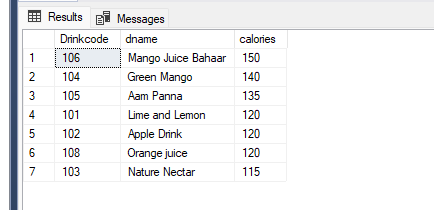 Results Messages
Drinkcode dname calories
1 106 Mango Juice Bahaar 150
2 104 Green Mango 140
3 105 Aam Panna 135
4 101 Lime and Lemon 120
5 102 Apple Drink 120
6 108 Orange juice 120
7 103 Nature Nectar 115